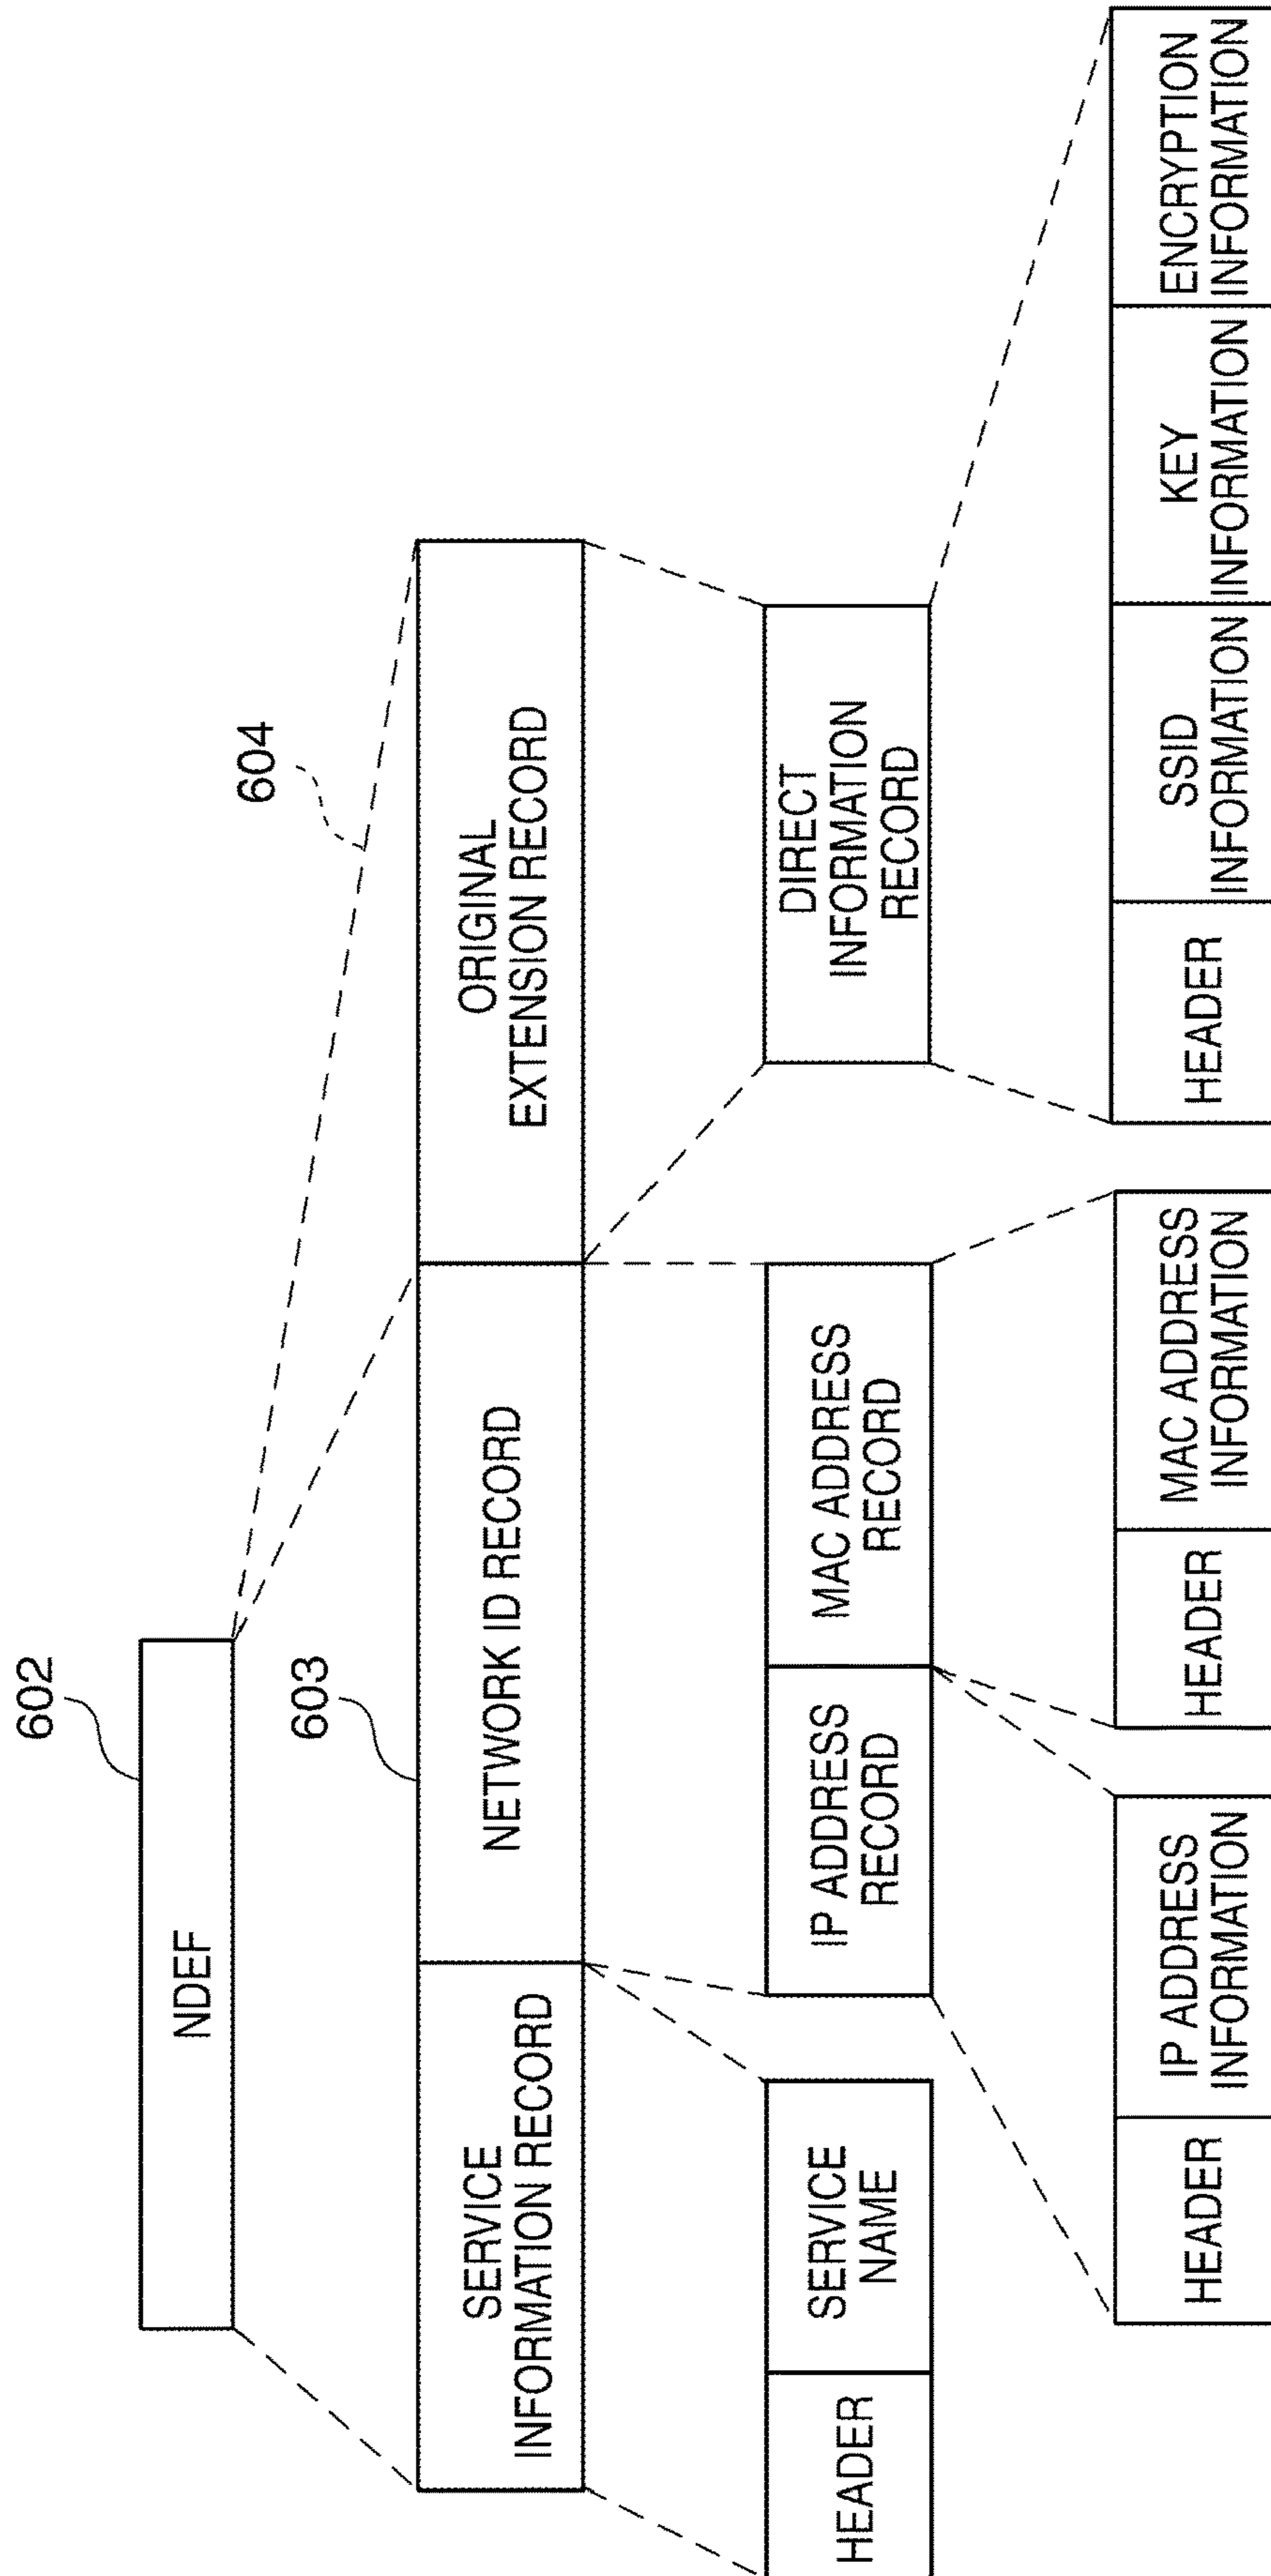 602
NDEF
603
604
SERVICE
INFORMATION RECORD
NETWORK ID RECORD
ORIGINAL
EXTENSION RECORD
HEADER
SERVICE
NAME
IP ADDRESS
RECORD
MAC ADDRESS
RECORD
DIRECT
INFORMATION
RECORD
HEADER
IP ADDRESS
INFORMATION
HEADER
MAC ADDRESS
INFORMATION
HEADER
SSID
INFORMATION
KEY
INFORMATION
ENCRYPTION
INFORMATION